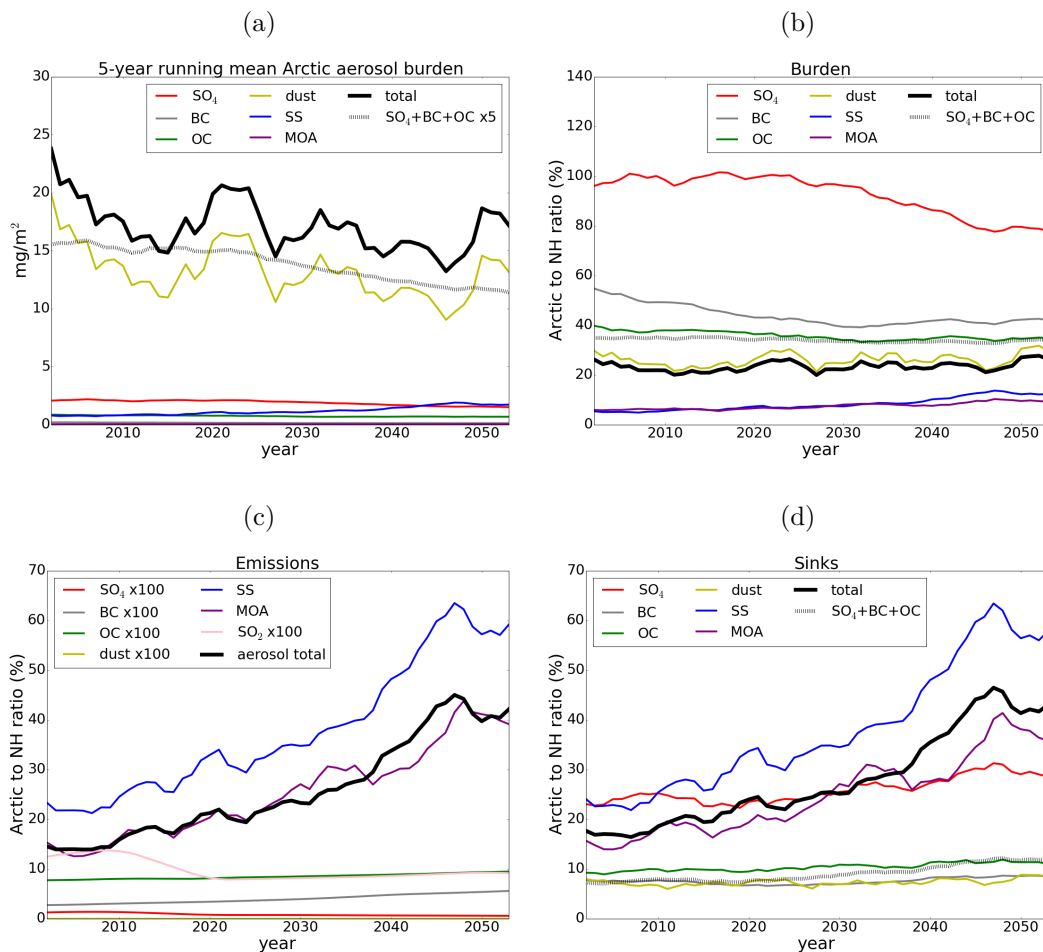 (a)
5-year running mean Arctic aerosol burden
SO4 dust total
BC SS SO4+BC+OC x5
OC MOA
30
25
20
15
10
5
0
mg/m2
2010 2020 2030 2040 2050
year
(b)
Burden
SO4 dust total
BC SS SO4+BC+OC
OC MOA
140
120
100
80
60
40
20
0
Arctic to NH ratio (%)
2010 2020 2030 2040 2050
year
(c)
Emissions
SO4 x100 SS
BC x100 MOA
OC x100 SO2 x100
dust x100 aerosol total
70
60
50
40
30
20
10
0
Arctic to NH ratio (%)
2010 2020 2030 2040 2050
year
(d)
Sinks
SO4 dust total
BC SS SO4+BC+OC
OC MOA
70
60
50
40
30
20
10
0
Arctic to NH ratio (%)
2010 2020 2030 2040 2050
year